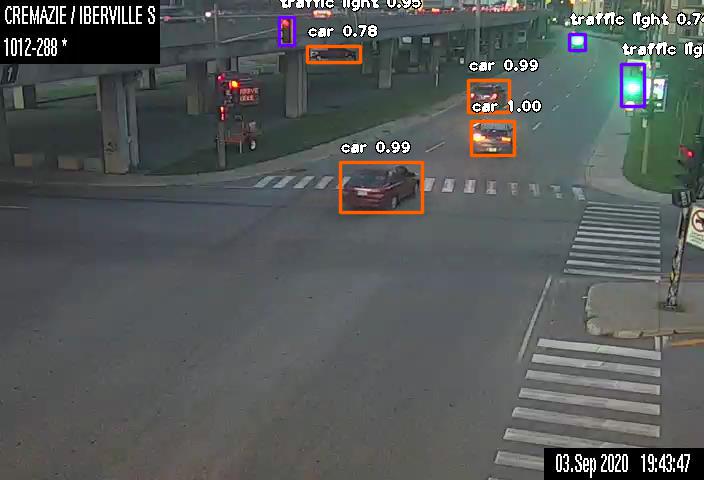 CREMAZIE / IBERVILLE S
1012-288 *
traffic light 0.95
car 0.78
traffic light 0.74
traffic lig
car 0.99
car 1.00
car 0.99
03.Sep 2020 19:43:47